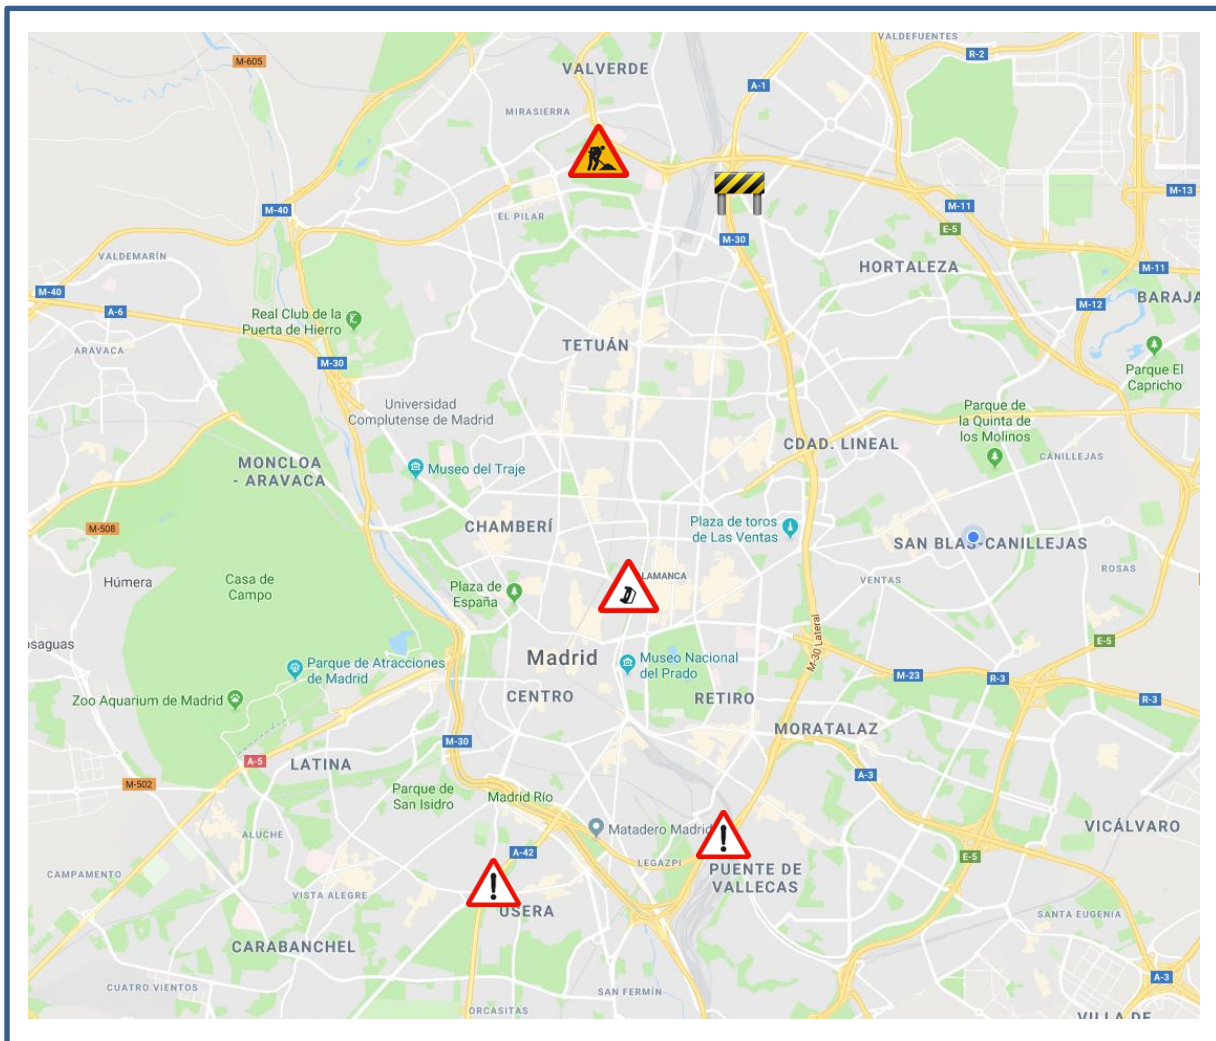 VALDEFUENTES
R-2
M-605
VALVERDE
A-1
MIRASIERRA
M-13
M-40
EL PILAR
M-11
E-5
M-30
VALDEMARÍN
HORTALEZA
M-11
M-40
BARAJA
M-12
A-6
Real Club de la
Puerta de Hierro
TETUÁN
ARAVACA
M-30
Parque El
Capricho
Universidad
Complutense de Madrid
Parque de
la Quinta de
los Molinos
CDAD. LINEAL
CANILLEJAS
MONCLOA
- ARAVACA
Museo del Traje
M-508
CHAMBERÍ
Plaza de toros
de Las Ventas
SAN BLAS-CANILLEJAS
Húmera
Casa de
Campo
LAMANCA
VENTAS
ROSAS
Plaza de
España
osaguas
M-30 Lateral
E-5
Madrid
Museo Nacional
del Prado
Parque de Atracciones
de Madrid
M-23
R-3
R-3
Zoo Aquarium de Madrid
CENTRO
RETIRO
MORATALAZ
M-30
A-5
LATINA
A-3
M-502
Parque de
San Isidro
Madrid Río
Matadero Madrid
VICÁLVARO
ALUCHE
A-42
LEGAZPI
E-5
PUENTE DE
VALLECAS
CAMPAMENTO
VISTA ALEGRE
USERA
SANTA EUGENIA
CARABANCHEL
A-3
CUATRO VIENTOS
SAN FERMÍN
ORCASITAS
VILLA DE